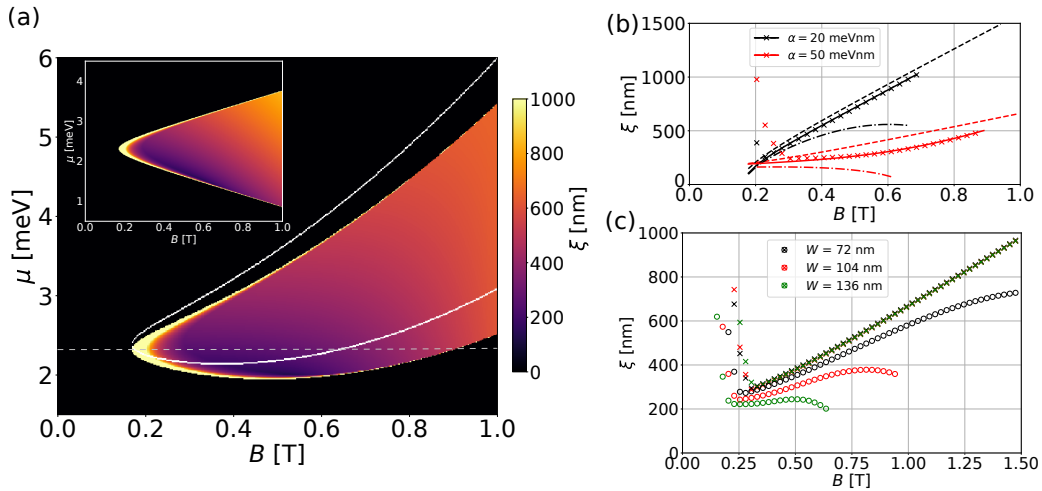 (a)
6
5
4
3
2
μ [meV]
0.0
0.2
0.4
0.6
0.8
1.0
B [T]
4
3
2
1
μ [meV]
0.0
0.2
0.4
0.6
0.8
1.0
B [T]
1000
800
600
400
200
0
ξ [nm]
(b)
1500
1000
500
0
ξ [nm]
α = 20 meVnm
α = 50 meVnm
0.0
0.2
0.4
0.6
0.8
1.0
B [T]
(c)
1000
800
600
400
200
0
ξ [nm]
W = 72 nm
W = 104 nm
W = 136 nm
0.00
0.25
0.50
0.75
1.00
1.25
1.50
B [T]